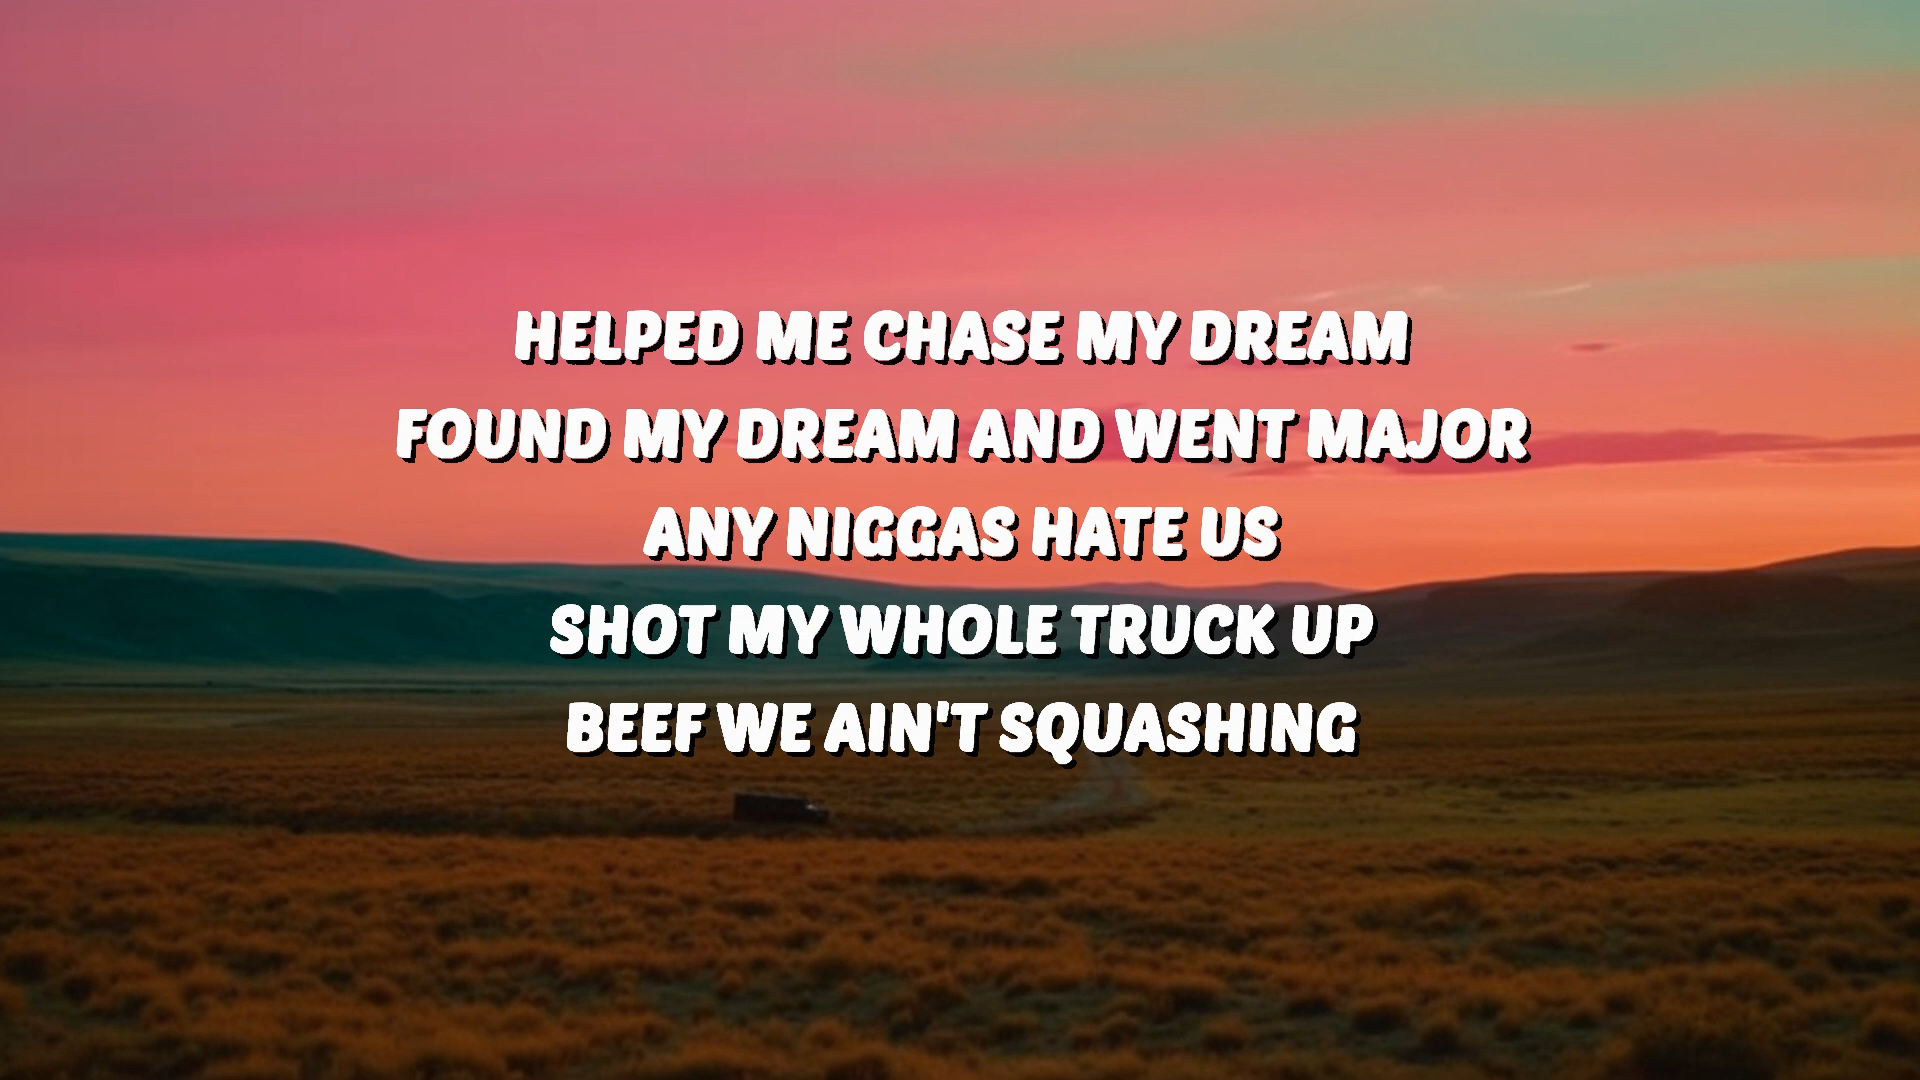 HELPED ME CHASE MY DREAM
FOUND MY DREAM AND WENT MAJOR
ANY NIGGAS HATE US
SHOT MY WHOLE TRUCK UP
BEEF WE AIN'T SQUASHING